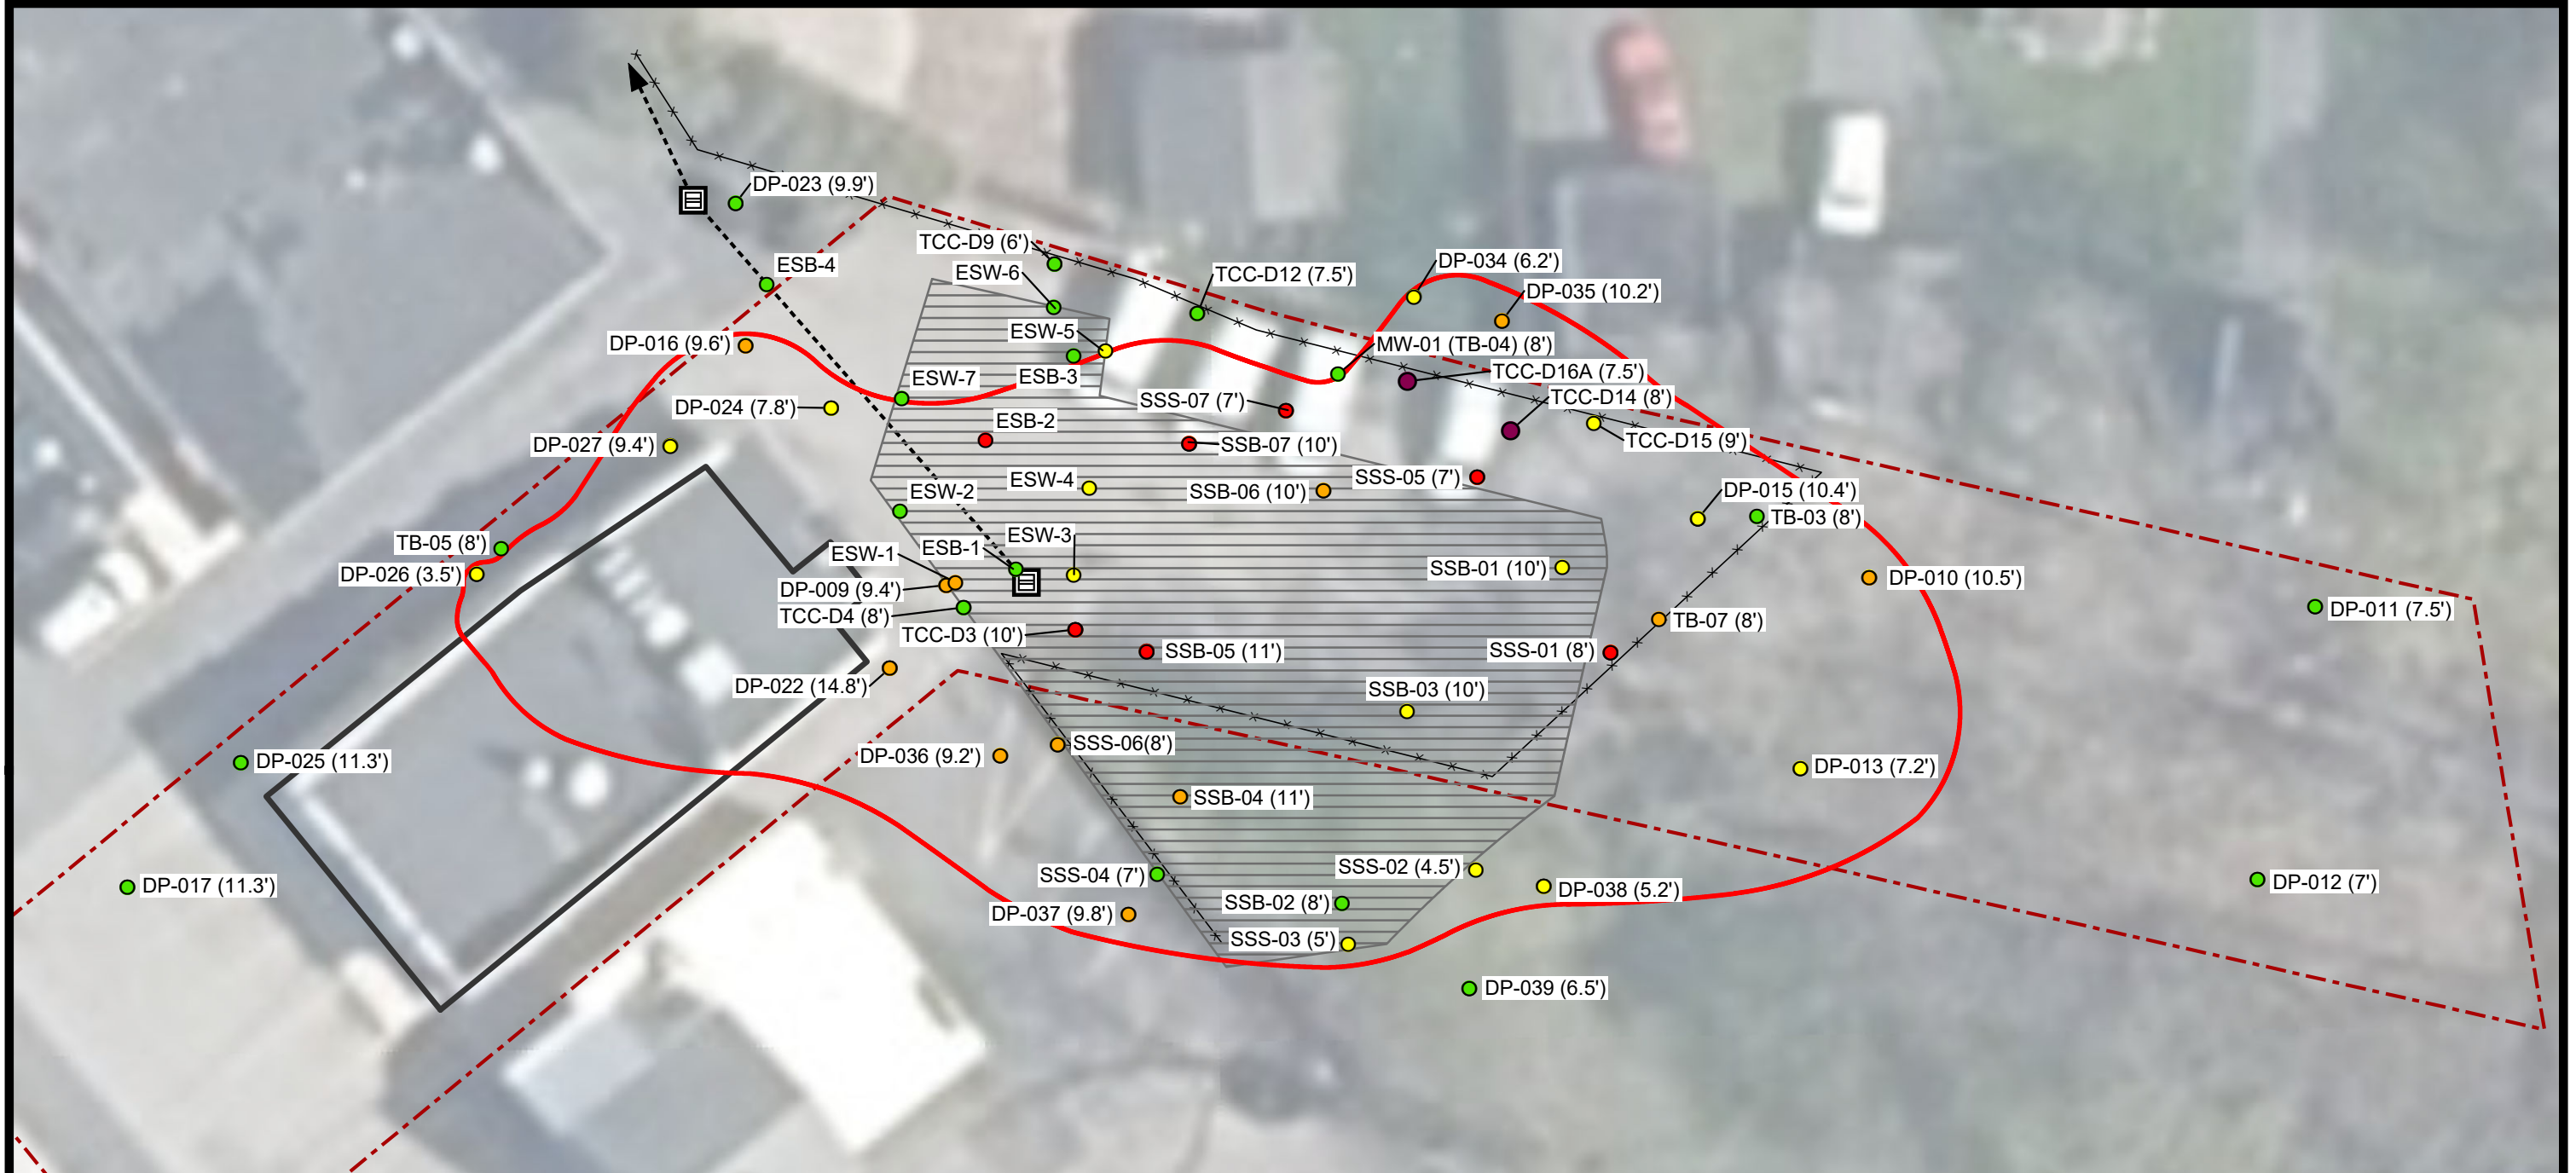 DP-023 (9.9')
TCC-D9 (6')
ESB-4
ESW-6
TCC-D12 (7.5')
DP-034 (6.2')
DP-035 (10.2')
ESW-5
DP-016 (9.6')
MW-01 (TB-04) (8')
ESW-7
ESB-3
TCC-D16A (7.5')
SSS-07 (7')
TCC-D14 (8')
DP-024 (7.8')
ESB-2
DP-027 (9.4')
SSB-07 (10')
TCC-D15 (9')
ESW-4
SSS-05 (7')
ESW-2
SSB-06 (10')
DP-015 (10.4')
TB-03 (8')
TB-05 (8')
ESW-3
ESW-1
ESB-1
DP-026 (3.5')
SSB-01 (10')
DP-010 (10.5')
DP-009 (9.4')
DP-011 (7.5')
TCC-D4 (8')
TB-07 (8')
TCC-D3 (10')
SSB-05 (11')
SSS-01 (8')
DP-022 (14.8')
SSB-03 (10')
SSS-06(8')
DP-036 (9.2')
DP-025 (11.3')
DP-013 (7.2')
SSB-04 (11')
SSS-04 (7')
SSS-02 (4.5')
DP-017 (11.3')
DP-038 (5.2')
DP-012 (7')
SSB-02 (8')
DP-037 (9.8')
SSS-03 (5')
DP-039 (6.5')